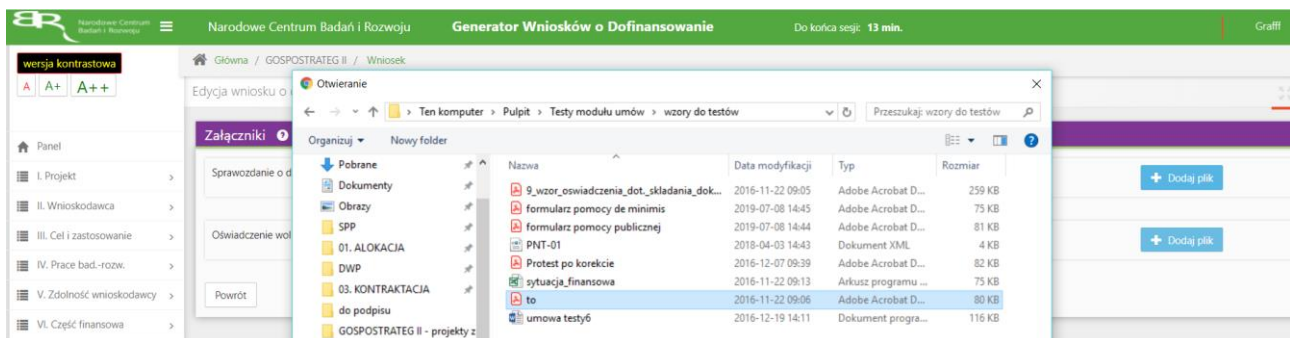 Narodowe Centrum
Badań i Rozwoju
Narodowe Centrum Badań i Rozwoju
Generator Wniosków o Dofinansowanie
Do końca sesji: 13 min.
Grafff
wersja kontrastowa
A A+ A++
Główna / GOSPOSTRATEG II / Wniosek
Edycja wniosku o
Załączniki
Sprawozdanie o d
Oświadczenie wol
Powrót
Dodaj plik
Dodaj plik
Panel
I. Projekt
II. Wnioskodawca
III. Cel i zastosowanie
IV. Prace bad.-rozw.
V. Zdolność wnioskodawcy
VI. Część finansowa
Otwieranie
Ten komputer > Pulpit > Testy modułu umów > wzory do testów
Przeszukaj: wzory do testów
Organizuj
Nowy folder
Pobrane
Dokumenty
Obrazy
SPP
01. ALOKACJA
DWP
03. KONTRAKTACJA
do podpisu
GOSPOSTRATEG II - projekty z
Nazwa Data modyfikacji Typ Rozmiar
9_wzor_oswiadczenia_dot._skladania_dok... 2016-11-22 09:05 Adobe Acrobat D... 259 KB
formularz pomocy de minimis 2019-07-08 14:45 Adobe Acrobat D... 75 KB
formularz pomocy publicznej 2019-07-08 14:44 Adobe Acrobat D... 81 KB
PNT-01 2018-04-03 14:43 Dokument XML 4 KB
Protest po korekcie 2016-12-07 09:39 Adobe Acrobat D... 82 KB
sytuacja_finansowa 2016-11-22 09:13 Arkusz programu ... 75 KB
to 2016-11-22 09:06 Adobe Acrobat D... 80 KB
umowa testy6 2016-12-19 14:11 Dokument progra... 116 KB